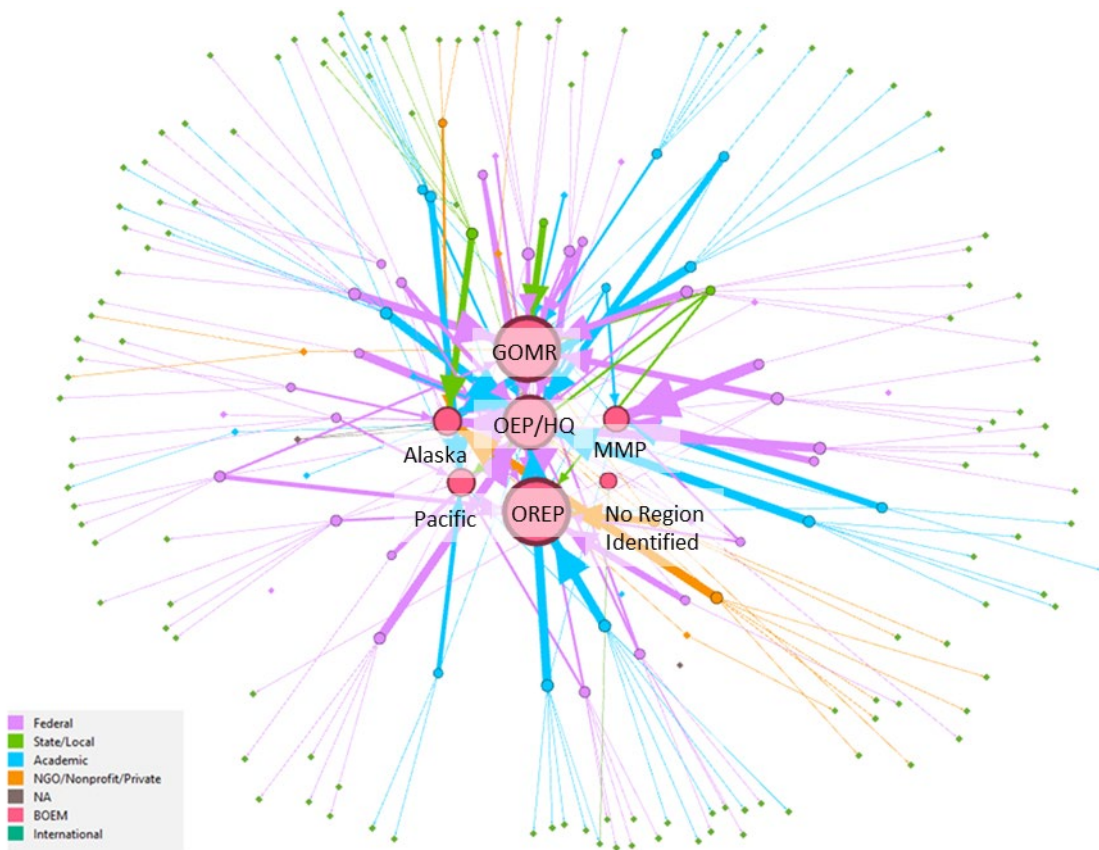 GOMR
OEP/HQ
Alaska
MMP
Pacific
OREP
No Region
Identified
Federal
State/Local
Academic
NGO/Nonprofit/Private
NA
BOEM
International